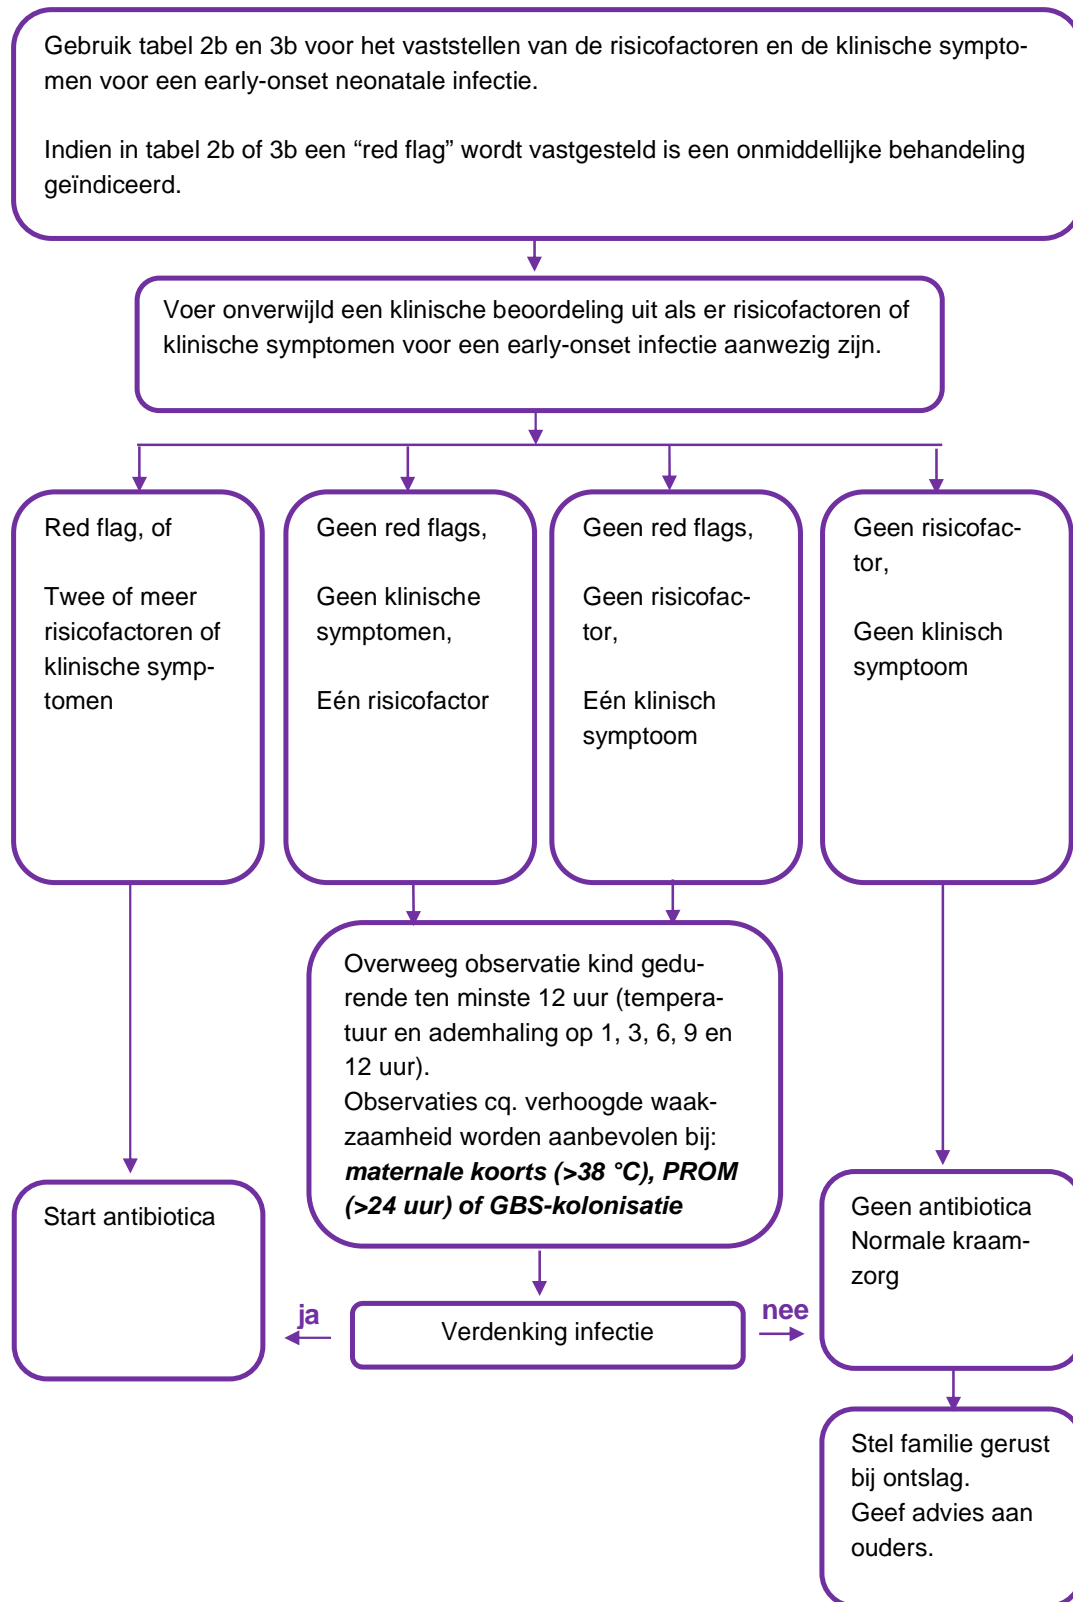 Gebruik tabel 2b en 3b voor het vaststellen van de risicofactoren en de klinische sympto-
men voor een early-onset neonatale infectie.
Indien in tabel 2b of 3b een “red flag” wordt vastgesteld is een onmiddellijke behandeling
geïndiceerd.
Voer onverwijld een klinische beoordeling uit als er risicofactoren of
klinische symptomen voor een early-onset infectie aanwezig zijn.
Red flag, of
Twee of meer
risicofactoren of
klinische symp-
tomen
Geen red flags,
Geen klinische
symptomen,
Eén risicofactor
Geen red flags,
Geen risicofac-
tor,
Eén klinisch
symptoom
Geen risicofac-
tor,
Geen klinisch
symptoom
Overweeg observatie kind gedu-
rende ten minste 12 uur (tempera-
tuur en ademhaling op 1, 3, 6, 9 en
12 uur).
Observaties cq. verhoogde waak-
zaamheid worden aanbevolen bij:
maternale koorts (>38 °C), PROM
(>24 uur) of GBS-kolonisatie
Start antibiotica
Geen antibiotica
Normale kraam-
zorg
ja
Verdenking infectie
nee
Stel familie gerust
bij ontslag.
Geef advies aan
ouders.